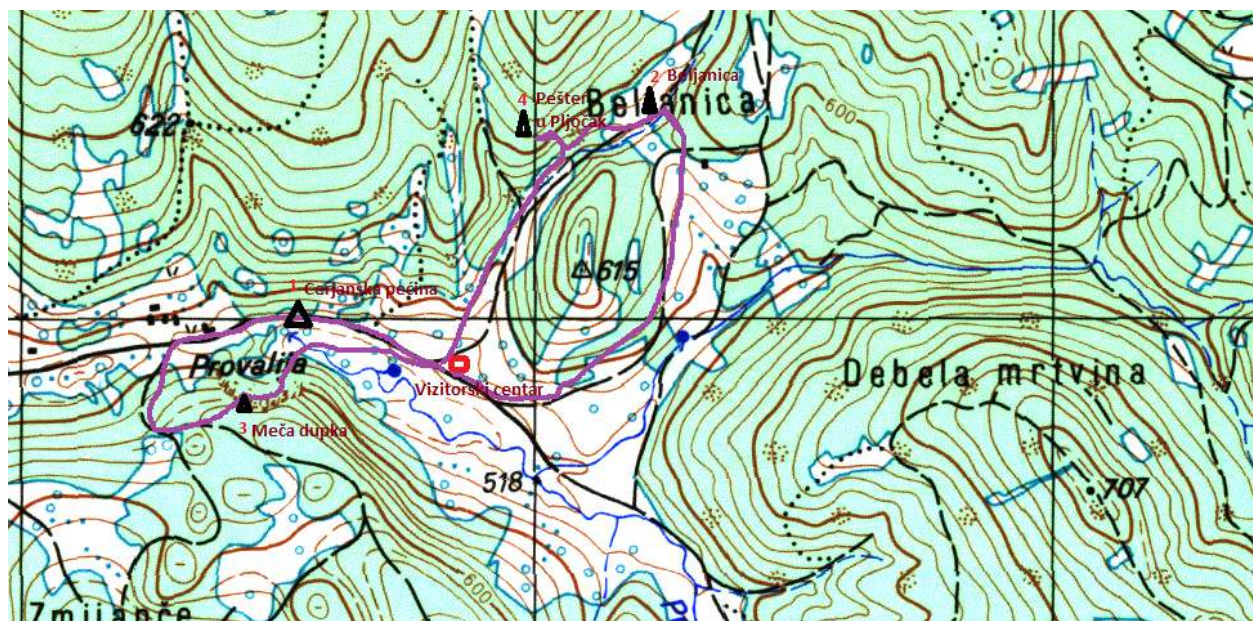 2 Beljanica
4 Pešter
Beljanica
u Pljočak
600
622
615
1 Cerjanska pećina
Provalija
Vizitorski centar
Debela mrtvina
3 Meča dupka
518
707
600
Zmijanče